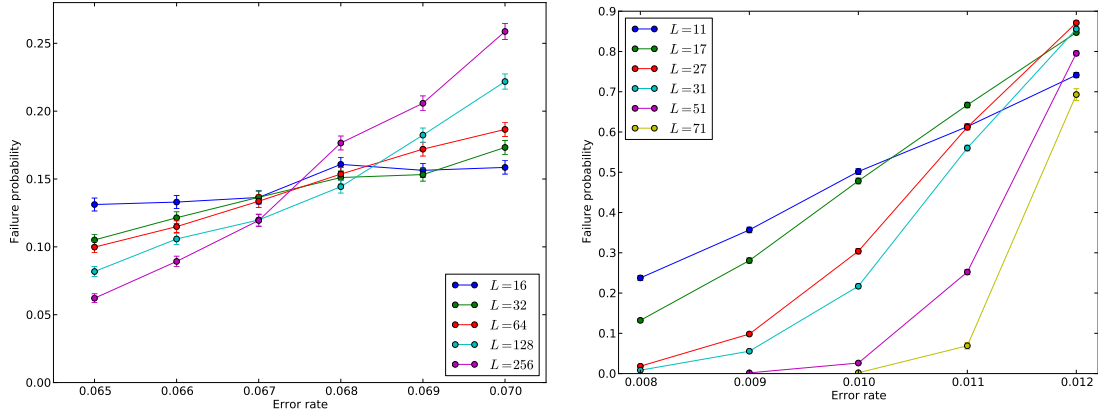 0.25
0.20
0.15
0.10
0.05
0.00
Failure probability
0.065 0.066 0.067 0.068 0.069 0.070
Error rate
L=16
L=32
L=64
L=128
L=256
0.9
0.8
0.7
0.6
0.5
0.4
0.3
0.2
0.1
0.0
Failure probability
0.008 0.009 0.010 0.011 0.012
Error rate
L=11
L=17
L=27
L=31
L=51
L=71